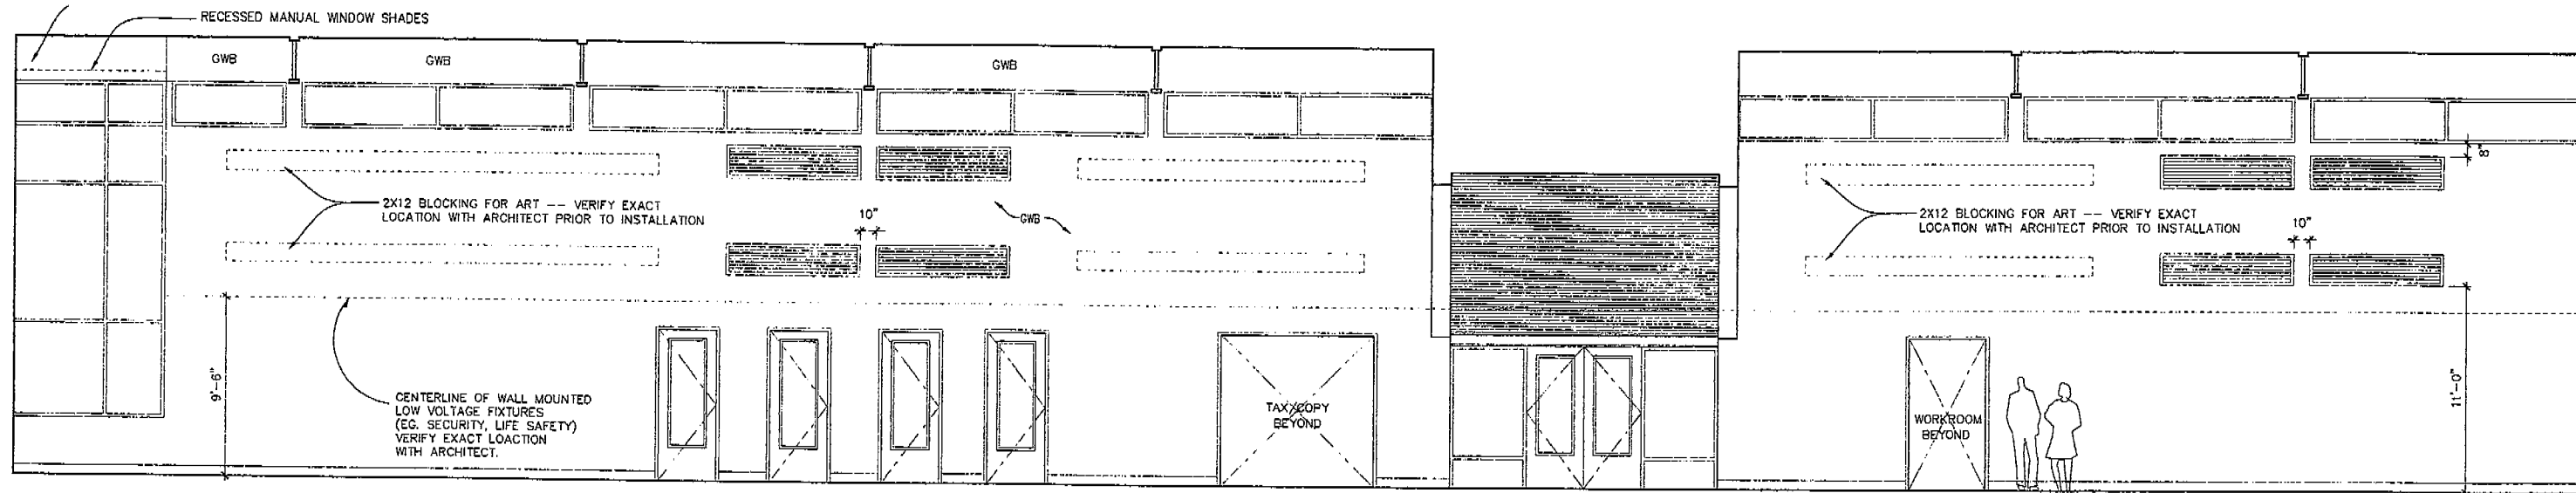 RECESSED MANUAL WINDOW SHADES
GWB
GWB
GWB
2X12 BLOCKING FOR ART -- VERIFY EXACT
LOCATION WITH ARCHITECT PRIOR TO INSTALLATION
10"
GWB
2X12 BLOCKING FOR ART -- VERIFY EXACT
LOCATION WITH ARCHITECT PRIOR TO INSTALLATION
10"
8"
9'-6"
CENTERLINE OF WALL MOUNTED
LOW VOLTAGE FIXTURES
(EG. SECURITY, LIFE SAFETY)
VERIFY EXACT LOACTION
WITH ARCHITECT.
TAX/COPY
BEYOND
WORKROOM
BEYOND
11'-0"